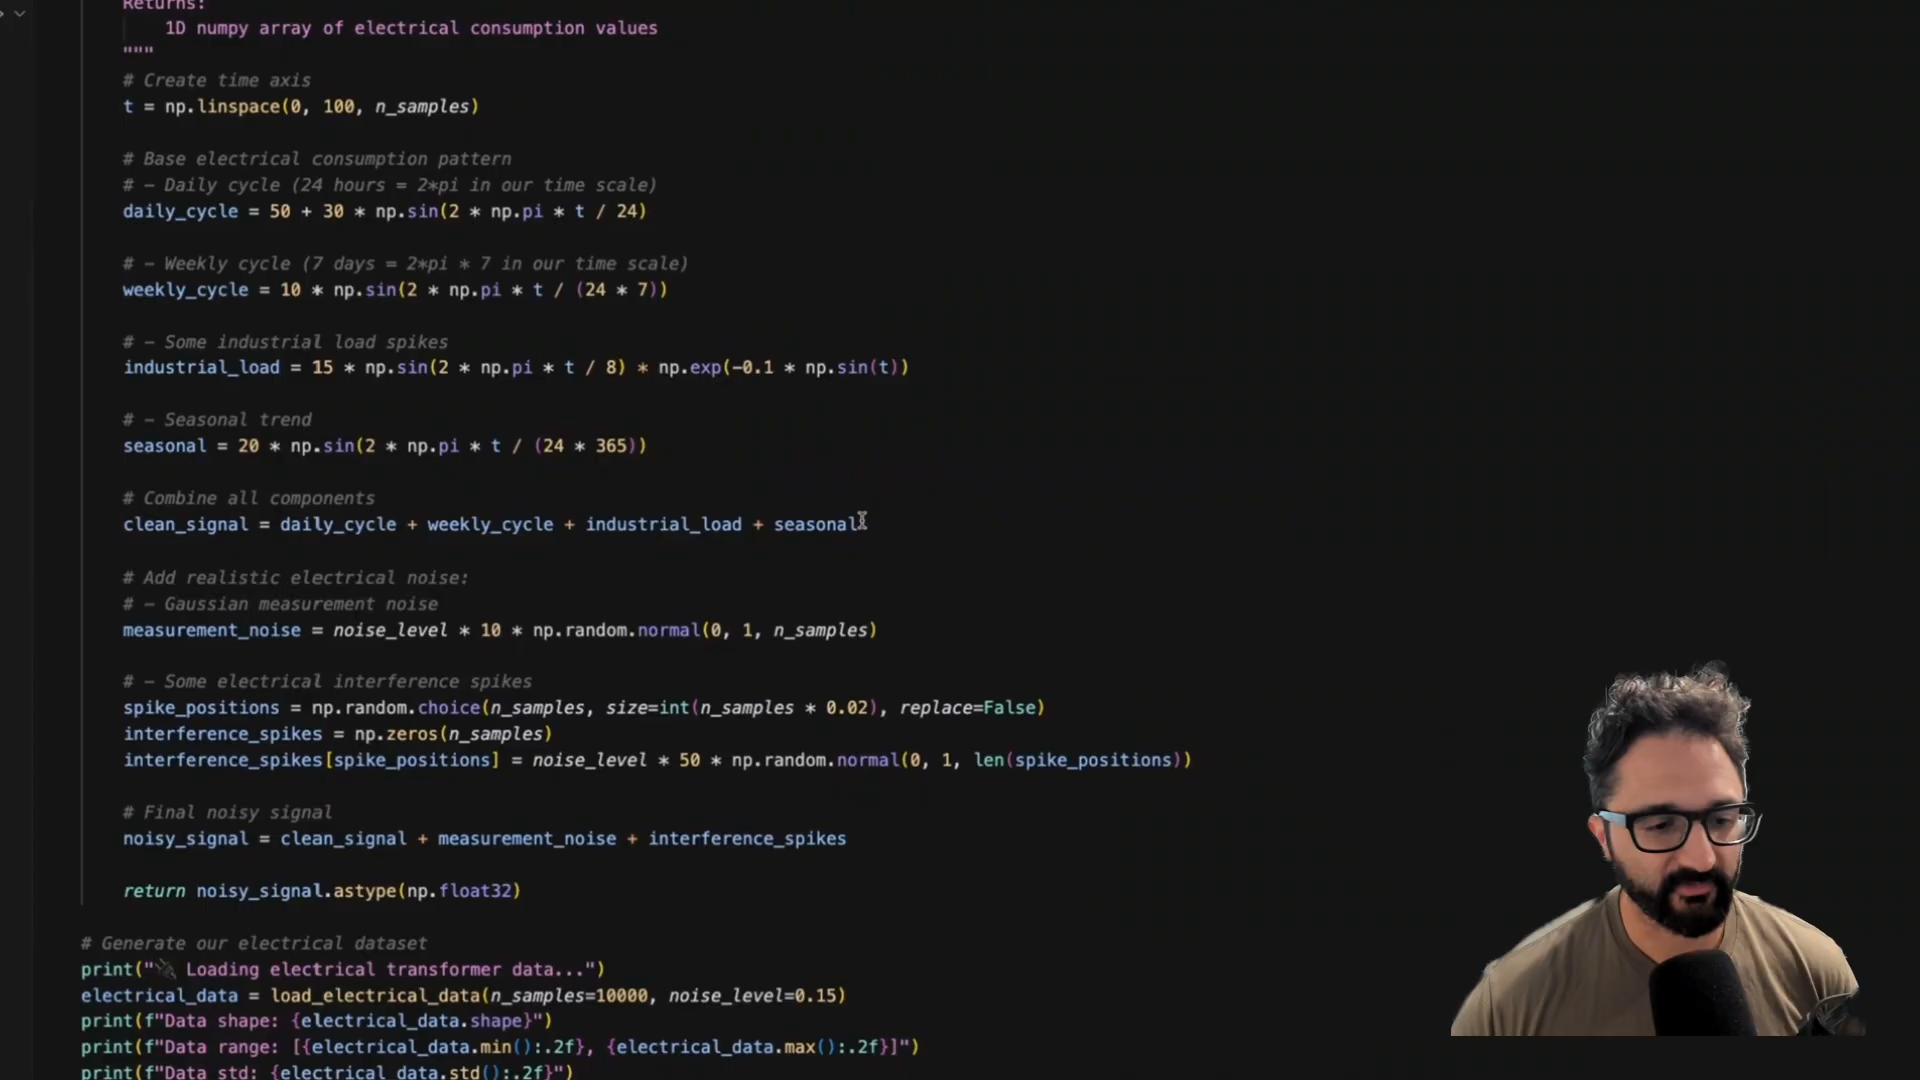 Returns:
1D numpy array of electrical consumption values
"""
# Create time axis
t = np.linspace(0, 100, n_samples)
# Base electrical consumption pattern
# - Daily cycle (24 hours = 2*pi in our time scale)
daily_cycle = 50 + 30 * np.sin(2 * np.pi * t / 24)
# - Weekly cycle (7 days = 2*pi * 7 in our time scale)
weekly_cycle = 10 * np.sin(2 * np.pi * t / (24 * 7))
# - Some industrial load spikes
industrial_load = 15 * np.sin(2 * np.pi * t / 8) * np.exp(-0.1 * np.sin(t))
# - Seasonal trend
seasonal = 20 * np.sin(2 * np.pi * t / (24 * 365))
# Combine all components
clean_signal = daily_cycle + weekly_cycle + industrial_load + seasonal
# Add realistic electrical noise:
# - Gaussian measurement noise
measurement_noise = noise_level * 10 * np.random.normal(0, 1, n_samples)
# - Some electrical interference spikes
spike_positions = np.random.choice(n_samples, size=int(n_samples * 0.02), replace=False)
interference_spikes = np.zeros(n_samples)
interference_spikes[spike_positions] = noise_level * 50 * np.random.normal(0, 1, len(spike_positions))
# Final noisy signal
noisy_signal = clean_signal + measurement_noise + interference_spikes
return noisy_signal.astype(np.float32)
# Generate our electrical dataset
print("🔌 Loading electrical transformer data...")
electrical_data = load_electrical_data(n_samples=10000, noise_level=0.15)
print(f"Data shape: {electrical_data.shape}")
print(f"Data range: [{electrical_data.min():.2f}, {electrical_data.max():.2f}]")
print(f"Data std: {electrical_data.std():.2f}")